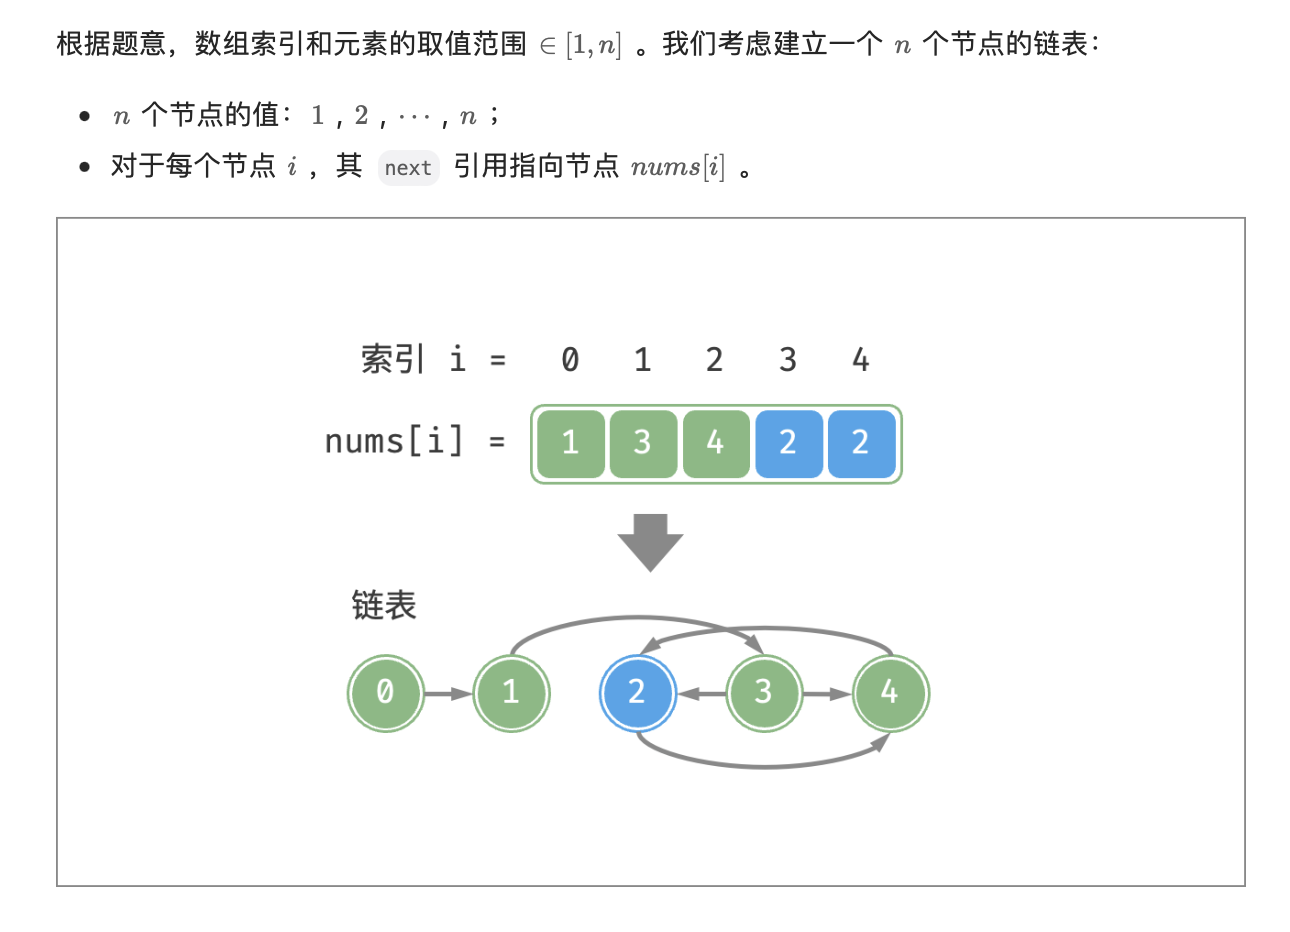 根据题意，数组索引和元素的取值范围 ∈ [1, n] 。我们考虑建立一个 n 个节点的链表：
• n 个节点的值： 1 , 2 , ⋯ , n ；
• 对于每个节点 i ，其 next 引用指向节点 nums[i] 。
索引 i = 0 1 2 3 4
nums[i] = 1 3 4 2 2
链表
0 1 2 3 4